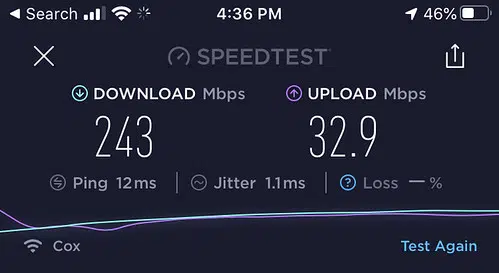 Search 4:36 PM 46%
SPEEDTEST
DOWNLOAD Mbps UPLOAD Mbps
243 32.9
Ping 12ms Jitter 1.1ms ? Loss — %
Cox Test Again